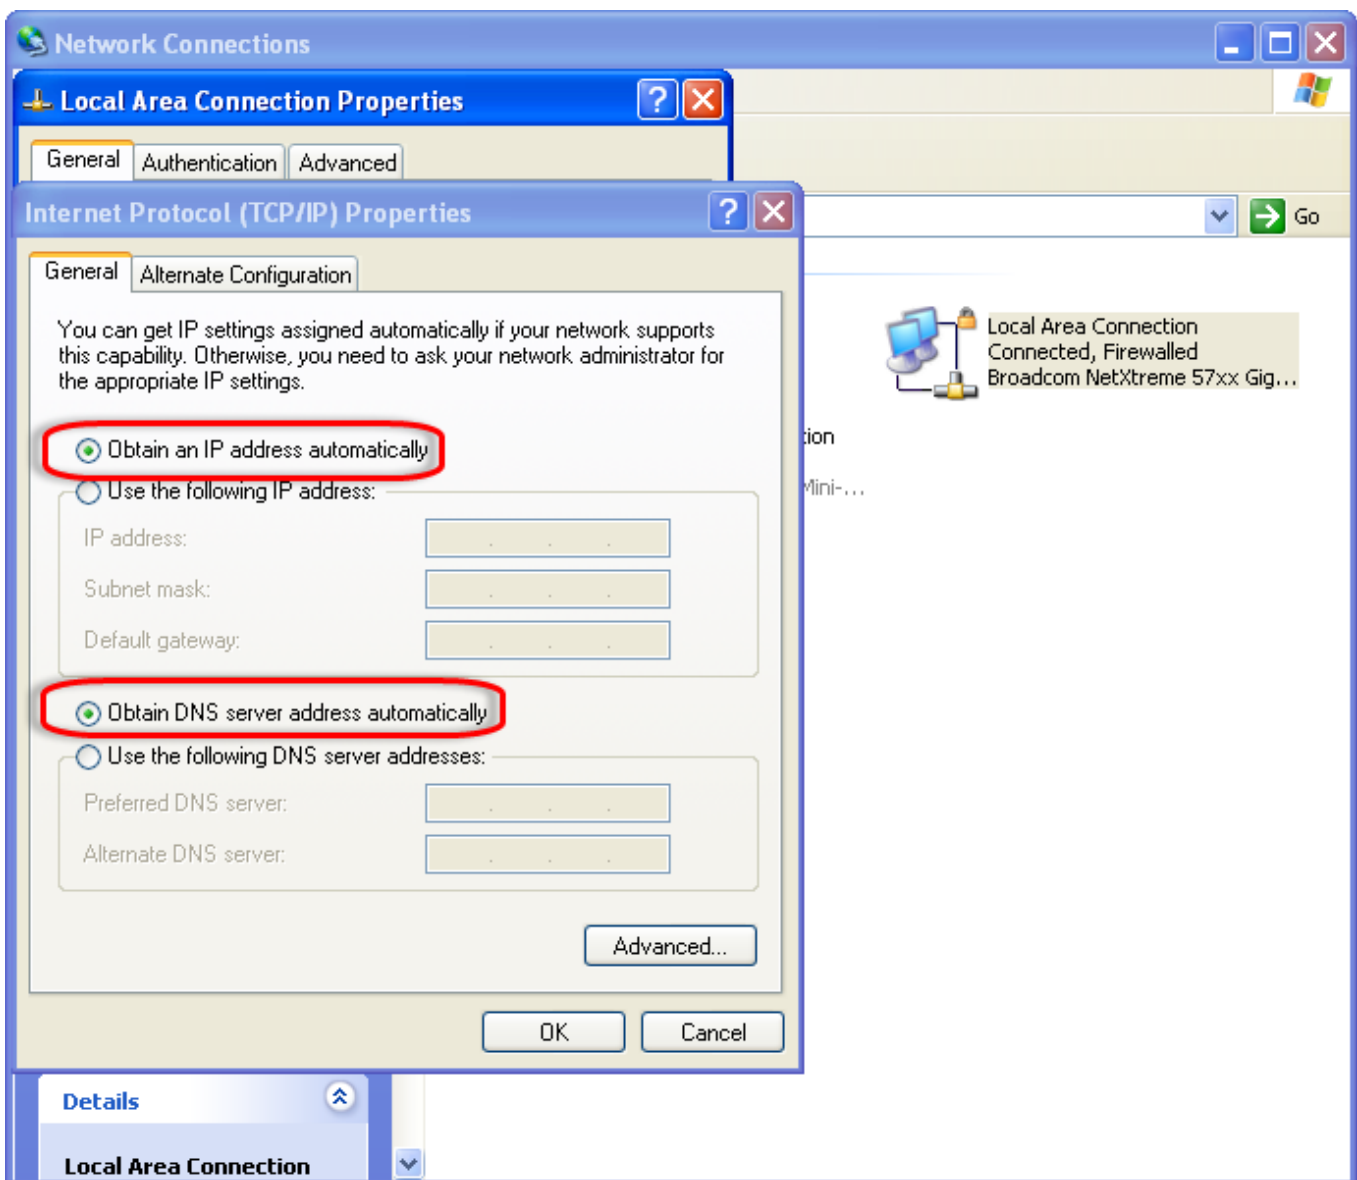 Network Connections
Local Area Connection Properties
General Authentication Advanced
Internet Protocol (TCP/IP) Properties
Go
General Alternate Configuration
You can get IP settings assigned automatically if your network supports
this capability. Otherwise, you need to ask your network administrator for
the appropriate IP settings.
Local Area Connection
Connected, Firewalled
Broadcom NetXtreme 57xx Gig...
Obtain an IP address automatically
tion
Use the following IP address:
Mini-...
IP address:
Subnet mask:
Default gateway:
Obtain DNS server address automatically
Use the following DNS server addresses:
Preferred DNS server:
Alternate DNS server:
Advanced...
OK Cancel
Details
Local Area Connection